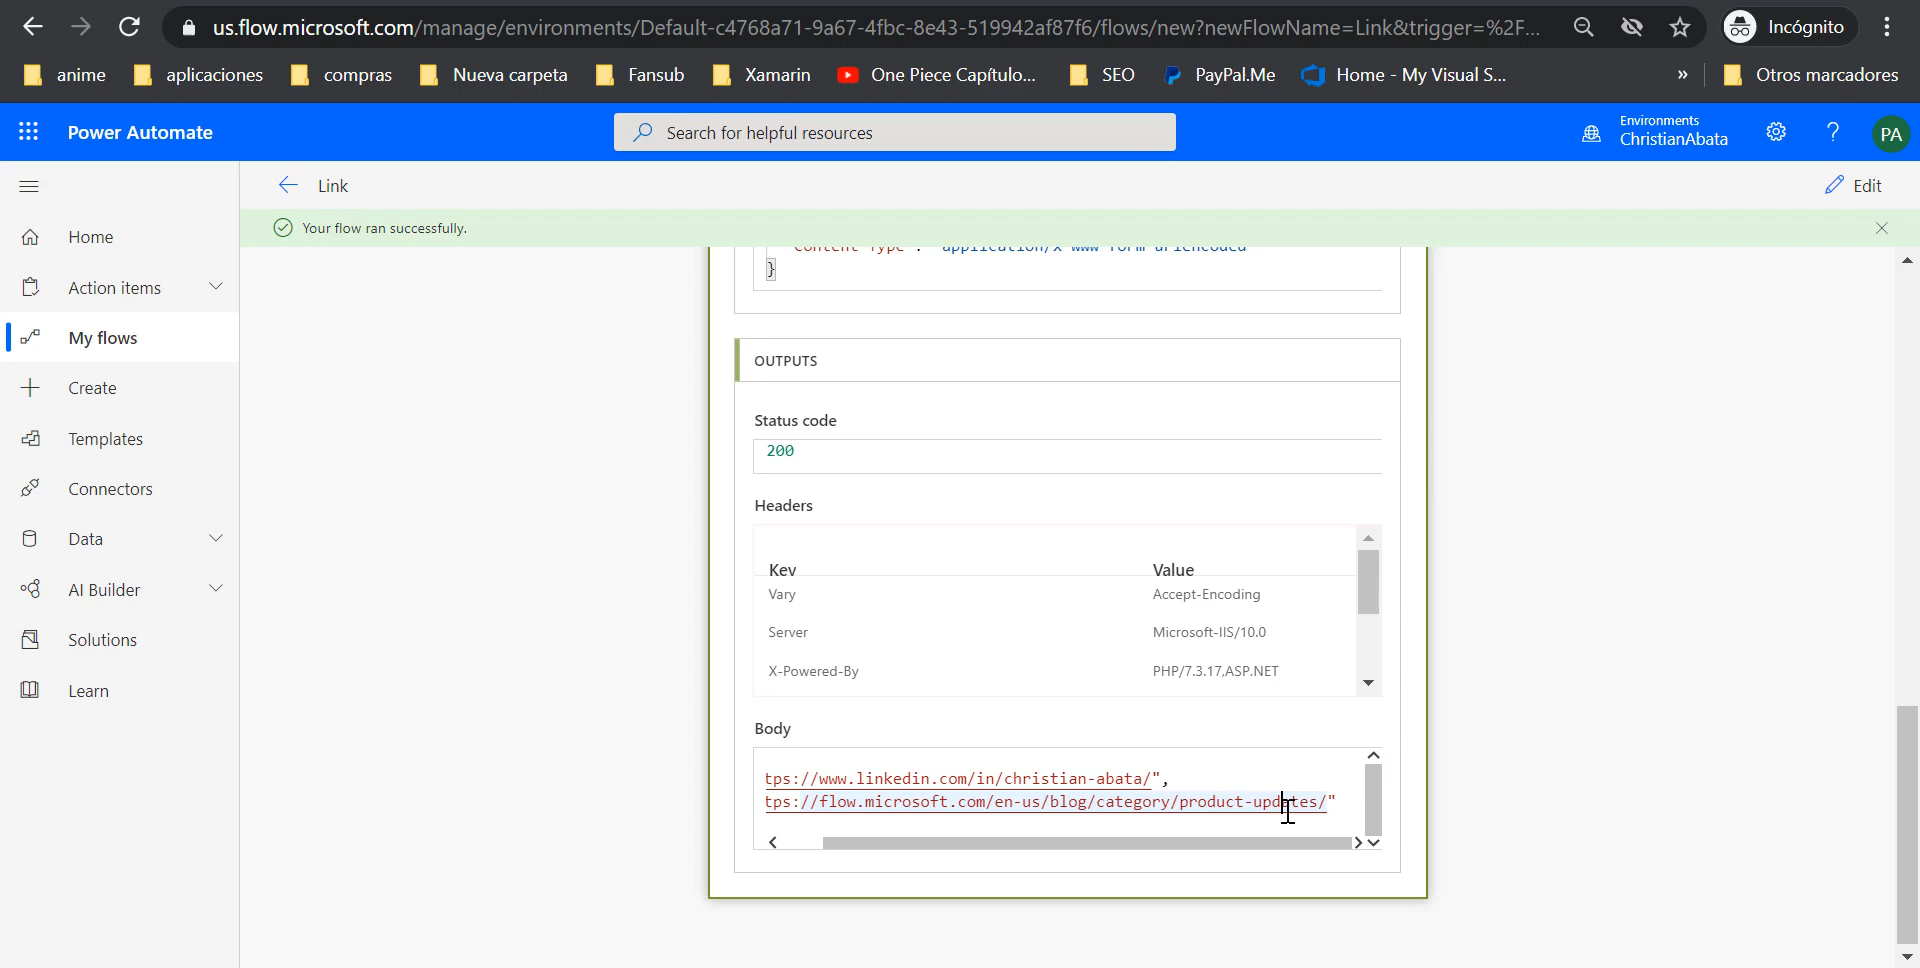 us.flow.microsoft.com/manage/environments/Default-c4768a71-9a67-4fbc-8e43-519942af87f6/flows/new?newFlowName=Link&trigger=%2F...
Incógnito
anime
aplicaciones
compras
Nueva carpeta
Fansub
Xamarin
One Piece Capítulo...
SEO
PayPal.Me
Home - My Visual S...
»
Otros marcadores
Power Automate
Search for helpful resources
Environments
ChristianAbata
?
PA
Link
Edit
Your flow ran successfully.
Home
Action items
My flows
Create
Templates
Connectors
Data
AI Builder
Solutions
Learn
}
OUTPUTS
Status code
200
Headers
Key Value
Vary Accept-Encoding
Server Microsoft-IIS/10.0
X-Powered-By PHP/7.3.17,ASP.NET
Body
tps://www.linkedin.com/in/christian-abata/",
tps://flow.microsoft.com/en-us/blog/category/product-updates/"